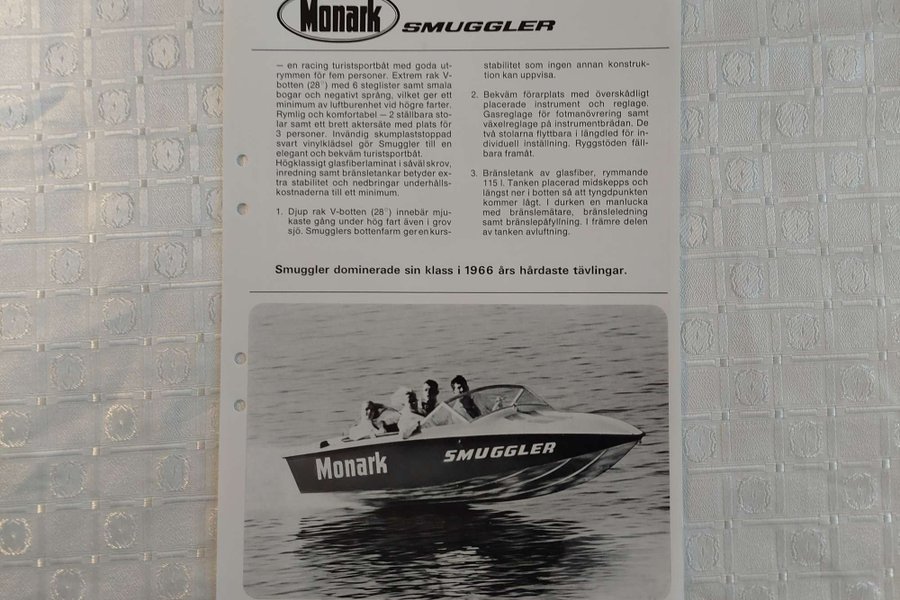 Monark SMUGGLER
— en racing turistsportbåt med goda ut-
rymmen för fem personer. Extrem rak V-
botten (28°) med 6 steglister samt smala
bogar och negativt språng, vilket ger ett
minimum av luftburenhet vid högre farter.
Rymlig och komfortabel — 2 ställbara sto-
lar samt ett brett aktersäte med plats för
3 personer. Invändig skumplaststoppad
svart vinylklädsel gör Smuggler till en
elegant och bekväm turistsportbåt.
Högklassigt glasfiberlaminat i såväl skrov,
inredning samt bränsletankar betyder ex-
tra stabilitet och nedbringar underhålls-
kostnaderna till ett minimum.
1. Djup rak V-botten (28°) innebär mju-
kaste gång under hög fart även i grov
sjö. Smugglers bottenfarm ger en kurs-
stabilitet som ingen annan konstruk-
tion kan uppvisa.
2. Bekväm förarplats med överskådligt
placerade instrument och reglage.
Gasreglage för fotmanövrering samt
växelreglage på instrumentbrädan. De
två stolarna flyttbara i längdled för in-
dividuell inställning. Ryggstöden fäll-
bara framåt.
3. Bränsletank av glasfiber, rymmande
115 l. Tanken placerad midskepps och
längst ner i botten så att tyngdpunkten
kommer lågt. I durken en manlucka
med bränslemätare, bränsleledning
samt bränslepåfyllning. I främre delen
av tanken avluftning.
Smuggler dominerade sin klass i 1966 års hårdaste tävlingar.
Monark SMUGGLER